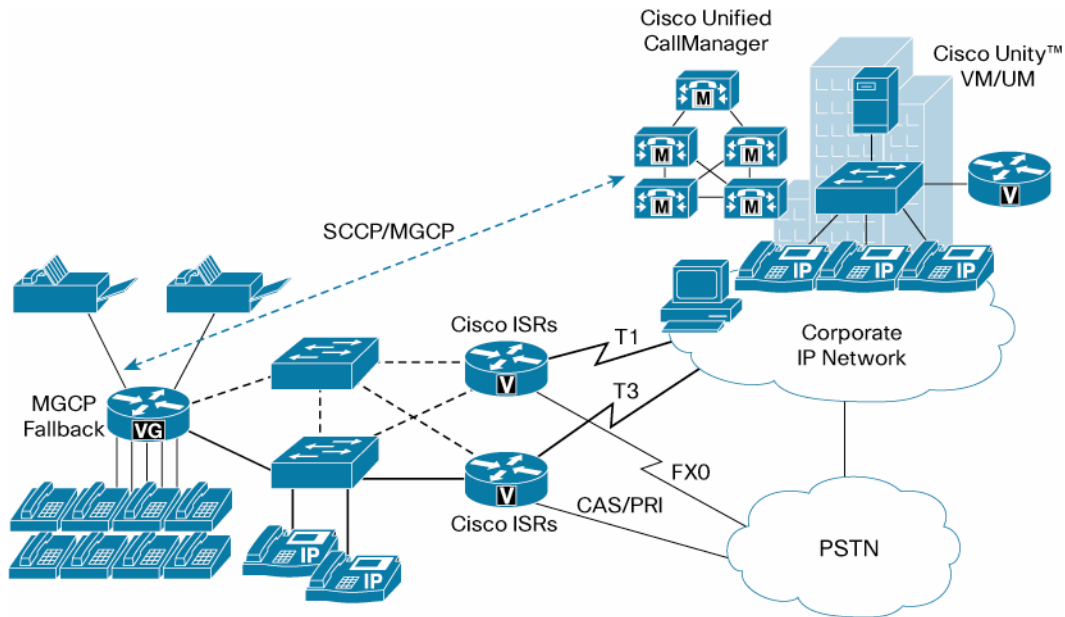 Cisco Unified
CallManager
Cisco Unity™
VM/UM
M
M
M
M
M
V
SCCP/MGCP
IP
IP
IP
Cisco ISRs
T1
Corporate
IP Network
V
MGCP
Fallback
VG
T3
V
FX0
Cisco ISRs
CAS/PRI
PSTN
IP
IP